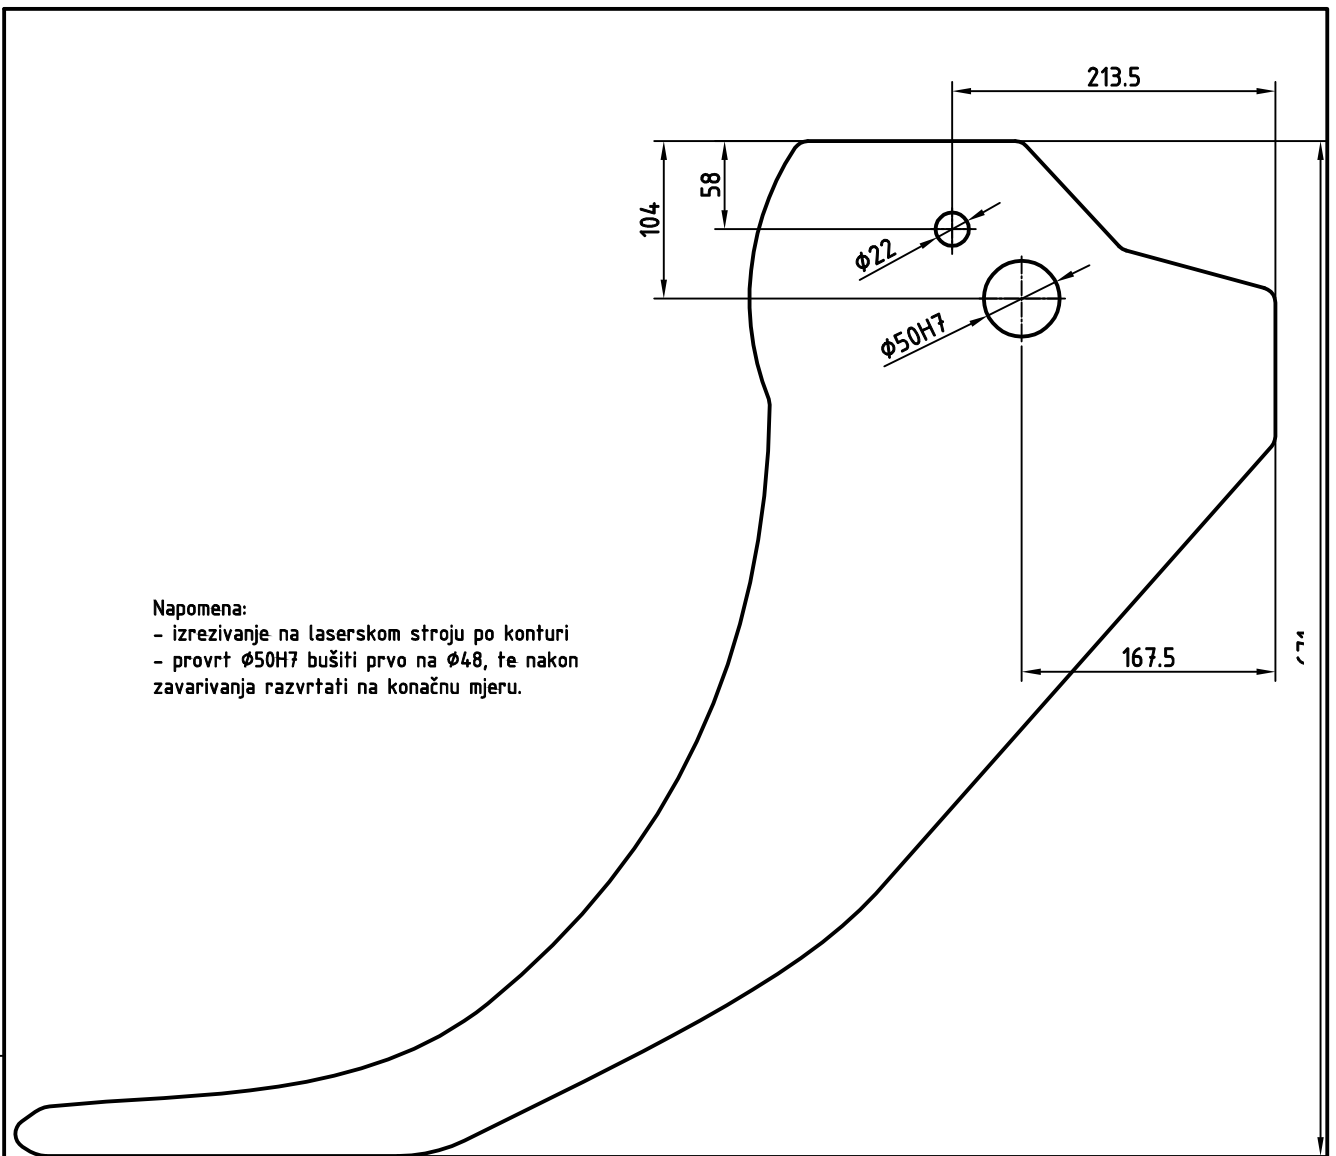 213.5
58
104
Φ22
Φ50H7
Napomena:
- izrezivanje na laserskom stroju po konturi
- provrt Φ50H7 bušiti prvo na Φ48, te nakon
zavarivanja razvrtati na konačnu mjeru.
167.5